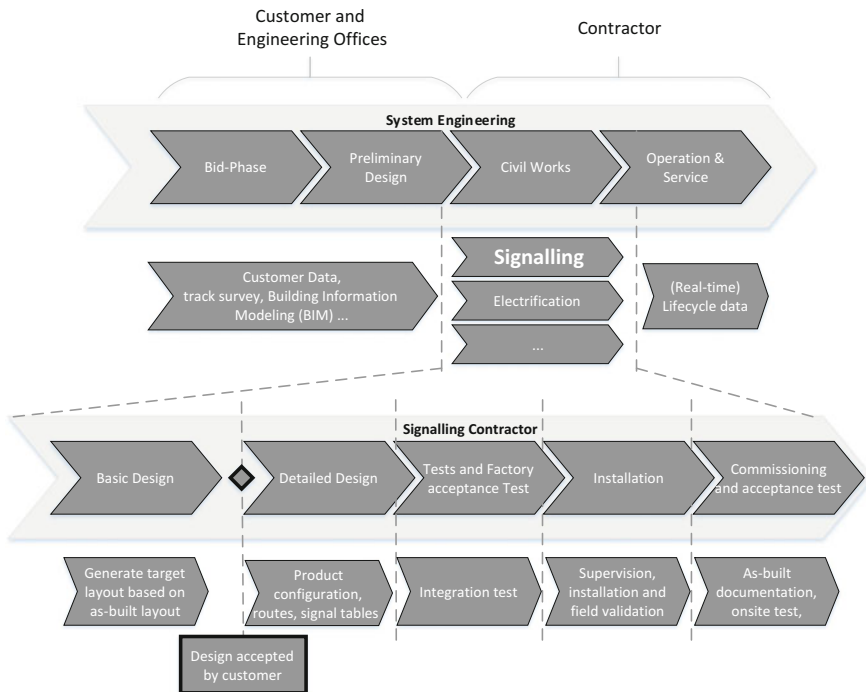 Customer and
Engineering Offices
Contractor
System Engineering
Bid-Phase
Preliminary
Design
Civil Works
Operation &
Service
Customer Data,
track survey, Building Information
Modeling (BIM) ...
Signalling
Electrification
...
(Real-time)
Lifecycle data
Signalling Contractor
Basic Design
Detailed Design
Tests and Factory
acceptance Test
Installation
Commissioning
and acceptance test
Generate target
layout based on
as-built layout
Product
configuration,
routes, signal tables
Integration test
Supervision,
installation and
field validation
As-built
documentation,
onsite test,
Design accepted
by customer